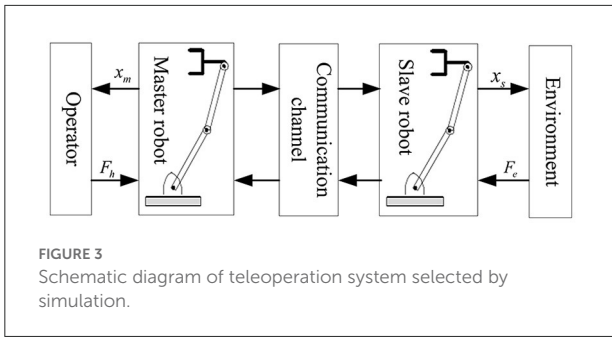 Operator
x_m
F_h
Master robot
Communication
channel
Slave robot
x_s
F_e
Environment
FIGURE 3
Schematic diagram of teleoperation system selected by
simulation.